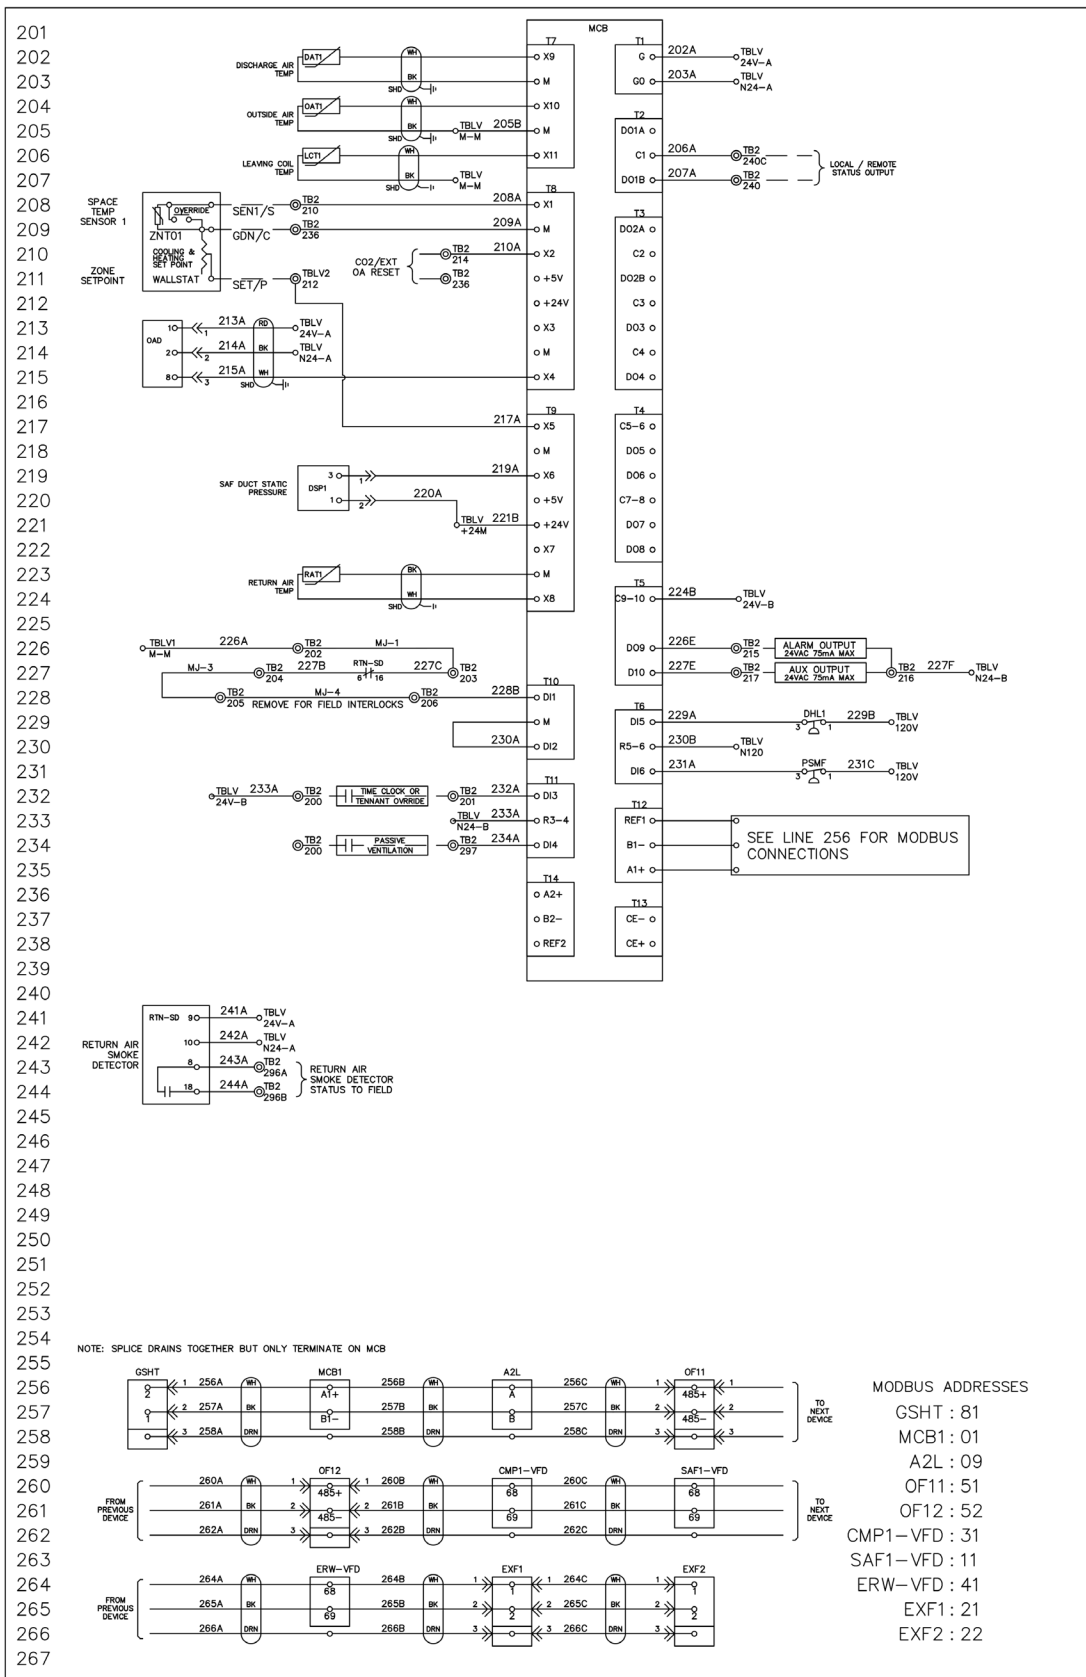 201
MCB
T7
T1
202
DAT1
WH
X9
G
202A
TBLV
24V-A
DISCHARGE AIR
TEMP
203
BK
SHD
M
G0
203A
TBLV
N24-A
204
OAT1
WH
X10
T2
OUTSIDE AIR
TEMP
205
BK
SHD
TBLV
M-M
205B
M
DO1A
206
LCT1
WH
X11
C1
206A
TB2
240C
LEAVING COIL
TEMP
LOCAL / REMOTE
STATUS OUTPUT
207
BK
SHD
TBLV
M-M
DO1B
207A
TB2
240
T8
208
SPACE
TEMP
SENSOR 1
OVERRIDE
SEN1/S
TB2
210
208A
X1
T3
209
ZNT01
GDN/C
TB2
236
209A
M
DO2A
210
COOLING &
HEATING
SET POINT
CO2/EXT
OA RESET
TB2
214
210A
X2
C2
211
ZONE
SETPOINT
WALLSTAT
SET/P
TBLV2
212
TB2
236
+5V
DO2B
212
+24V
C3
213
OAD
1
1
213A
RD
TBLV
24V-A
X3
DO3
214
2
2
214A
BK
TBLV
N24-A
M
C4
215
8
3
215A
WH
SHD
X4
DO4
216
T9
T4
217
217A
X5
C5-6
218
M
DO5
219
SAF DUCT STATIC
PRESSURE
DSP1
3
1
219A
X6
DO6
220
1
2
220A
+5V
C7-8
221
TBLV
+24M
221B
+24V
DO7
222
X7
DO8
223
RAT1
BK
M
RETURN AIR
TEMP
T5
224
WH
SHD
X8
C9-10
224B
TBLV
24V-B
225
226
TBLV1
M-M
226A
TB2
202
MJ-1
DO9
226E
TB2
215
ALARM OUTPUT
24VAC 75mA MAX
227
MJ-3
TB2
204
227B
RTN-SD
6 16
227C
TB2
203
D10
227E
TB2
217
AUX OUTPUT
24VAC 75mA MAX
TB2
216
227F
TBLV
N24-B
T10
228
TB2
205
MJ-4
REMOVE FOR FIELD INTERLOCKS
TB2
206
228B
DI1
T6
229
M
DI5
229A
DHL1
3 1
229B
TBLV
120V
230
230A
DI2
R5-6
230B
TBLV
N120
231
DI6
231A
PSMF
3 1
231C
TBLV
120V
T11
232
TBLV
24V-B
233A
TB2
200
TIME CLOCK OR
TENNANT OVRRIDE
TB2
201
232A
DI3
T12
233
TBLV
N24-B
233A
R3-4
REF1
234
TB2
200
PASSIVE
VENTILATION
TB2
297
234A
DI4
B1-
SEE LINE 256 FOR MODBUS
CONNECTIONS
235
A1+
T14
236
A2+
T13
237
B2-
CE-
238
REF2
CE+
239
240
241
RTN-SD
9
241A
TBLV
24V-A
242
RETURN AIR
SMOKE
DETECTOR
10
242A
TBLV
N24-A
243
8
243A
TB2
296A
RETURN AIR
SMOKE DETECTOR
STATUS TO FIELD
244
18
244A
TB2
296B
245
246
247
248
249
250
251
252
253
254
NOTE: SPLICE DRAINS TOGETHER BUT ONLY TERMINATE ON MCB
255
GSHT
MCB1
A2L
OF11
256
2
1
256A
WH
A1+
256B
WH
A
256C
WH
1
485+
1
MODBUS ADDRESSES
257
1
2
257A
BK
B1-
257B
BK
B
257C
BK
2
485-
2
TO
NEXT
DEVICE
GSHT : 81
258
3
258A
DRN
258B
DRN
258C
DRN
3
3
MCB1 : 01
259
OF12
CMP1-VFD
SAF1-VFD
A2L : 09
260
260A
WH
1
485+
1
260B
WH
68
260C
WH
68
OF11 : 51
261
FROM
PREVIOUS
DEVICE
261A
BK
2
485-
2
261B
BK
69
261C
BK
69
TO
NEXT
DEVICE
OF12 : 52
262
262A
DRN
3
3
262B
DRN
262C
DRN
CMP1-VFD : 31
263
ERW-VFD
EXF1
EXF2
SAF1-VFD : 11
264
264A
WH
68
264B
WH
1
1
1
264C
WH
1
1
ERW-VFD : 41
265
FROM
PREVIOUS
DEVICE
265A
BK
69
265B
BK
2
2
2
265C
BK
2
2
EXF1 : 21
266
266A
DRN
266B
DRN
3
3
266C
DRN
3
EXF2 : 22
267